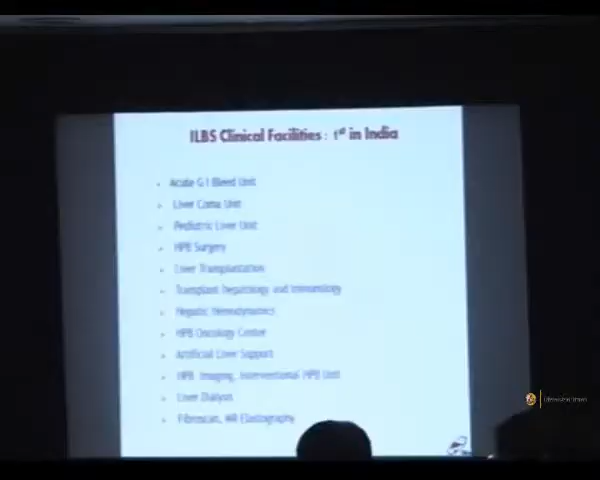 ILBS Clinical Facilities : 1st in India
• Acute G I Bleed Unit
• Liver Coma Unit
• Pediatric Liver Unit
• HPB Surgery
• Liver Transplantation
• Transplant hepatology and immunology
• Hepatic Hemodynamics
• HPB Oncology Center
• Artificial Liver Support
• HPB Imaging, Interventional HPB Unit
• Liver Dialysis
• Fibroscan, MR Elastography